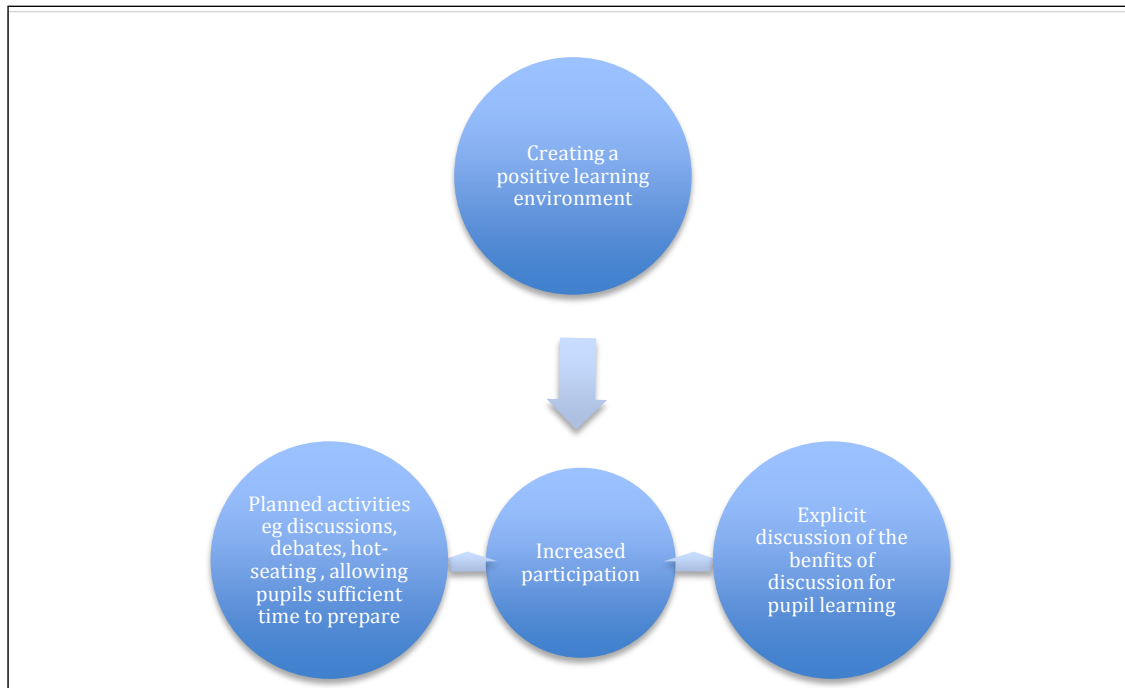 Creating a
positive learning
environment
Planned activities
eg discussions,
debates, hot-
seating , allowing
pupils sufficient
time to prepare
Increased
participation
Explicit
discussion of the
benfits of
discussion for
pupil learning